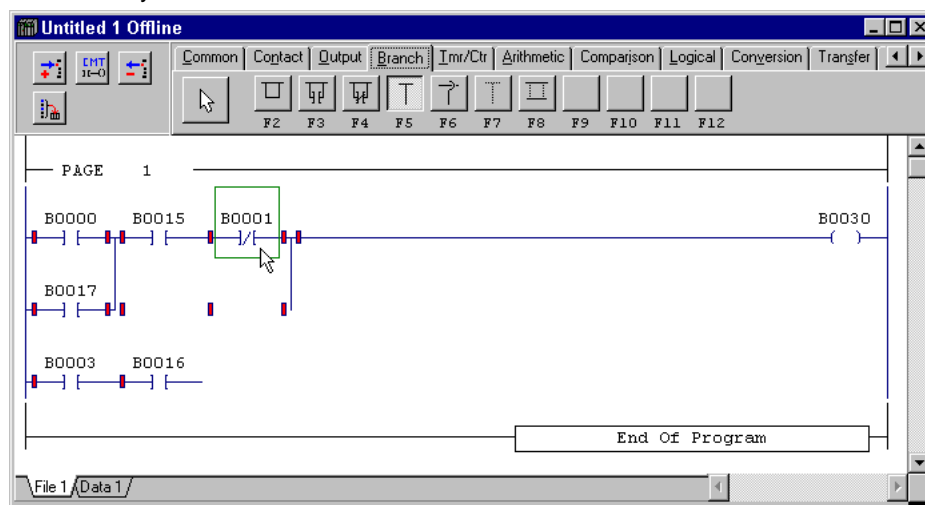 Untitled 1 Offline
CMT
Common Contact Output Branch Tmr/Ctr Arithmetic Comparison Logical Conversion Transfer
F2 F3 F4 F5 F6 F7 F8 F9 F10 F11 F12
PAGE 1
B0000 B0015 B0001 B0030
B0017
B0003 B0016
End Of Program
File 1 Data 1